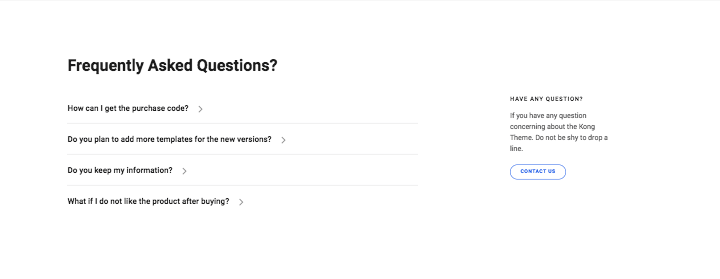 Frequently Asked Questions?
How can I get the purchase code?
Do you plan to add more templates for the new versions?
Do you keep my information?
What if I do not like the product after buying?
HAVE ANY QUESTION?
If you have any question
concerning about the Kong
Theme. Do not be shy to drop a
line.
CONTACT US